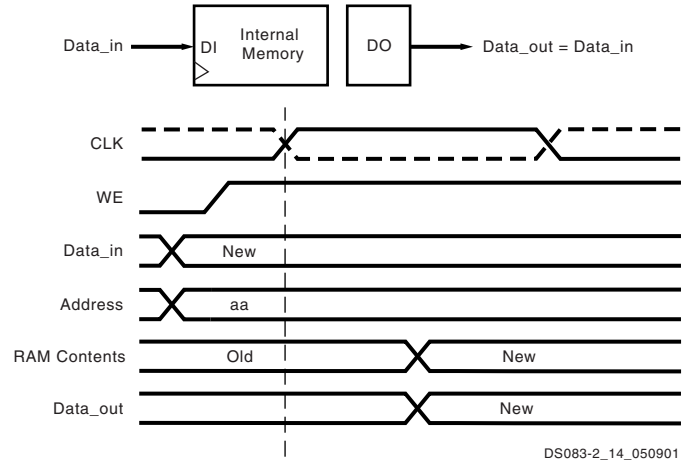 Data_in DI Internal Memory DO Data_out = Data_in
CLK
WE
Data_in New
Address aa
RAM Contents Old New
Data_out New
DS083-2_14_050901